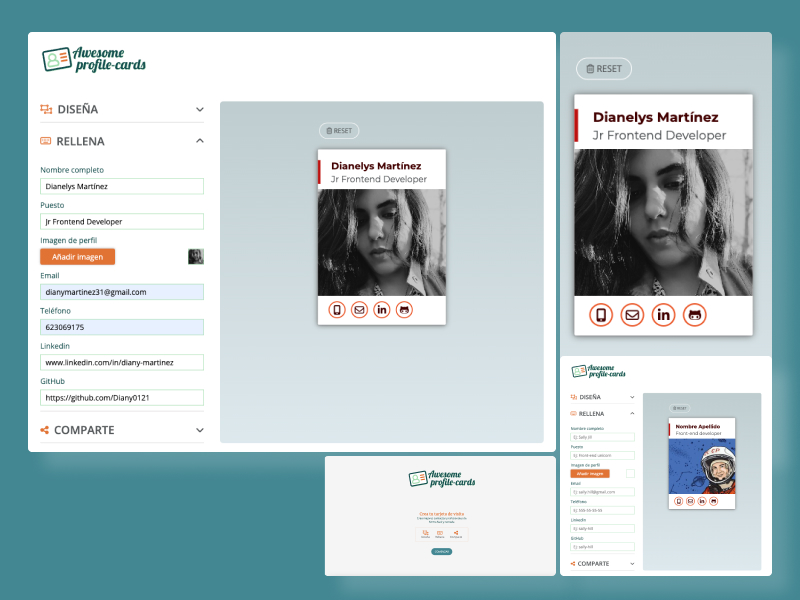 Awesome
profile-cards
DISEÑA
RELLENA
Nombre completo
Dianelys Martínez
Puesto
Jr Frontend Developer
Imagen de perfil
Añadir imagen
Email
dianymartinez31@gmail.com
Teléfono
623069175
Linkedin
www.linkedin.com/in/diany-martinez
GitHub
https://github.com/Diany0121
COMPARTE
RESET
Dianelys Martínez
Jr Frontend Developer
in
RESET
Dianelys Martínez
Jr Frontend Developer
in
Awesome
profile-cards
Crea tu tarjeta de visita
Awesome
profile-cards
DISEÑA
RELLENA
Nombre completo
Ej: Sally Jill
Puesto
Ej: Front-end unicorn
Imagen de perfil
Añadir imagen
Email
Ej: sally-hill@gmail.com
Teléfono
Ej: 555-55-55-55
Linkedin
Ej: sally-hill
GitHub
Ej: sally-hill
COMPARTE
RESET
Nombre Apellido
Front-end developer
CP
in